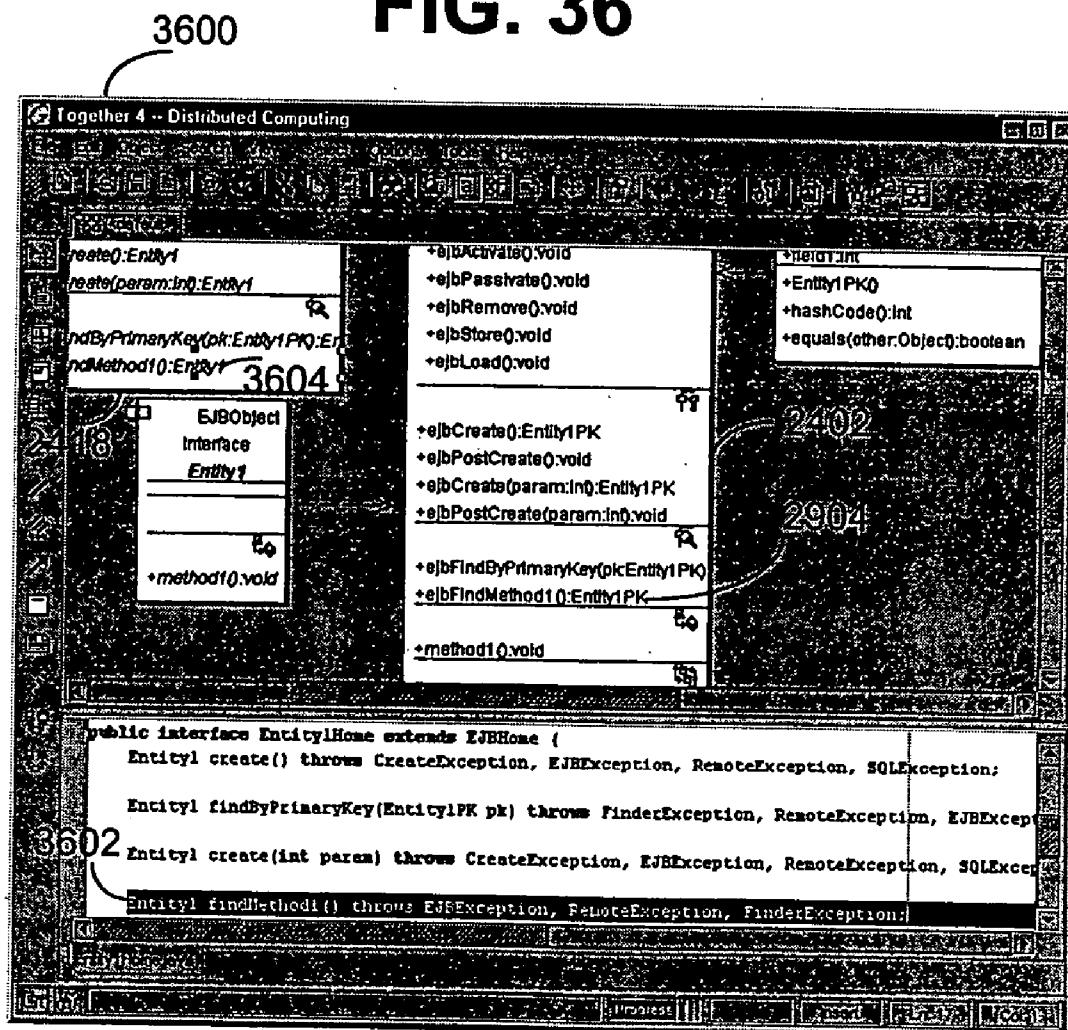 FIG. 36
3600
Together 4 -- Distributed Computing
reate():Entity1
reate(param:int):Entity1
ndByPrimaryKey(pk:Entity1PK):En
ndMethod1():Entity1
3604
2418
EJBObject
Interface
Entity1
+method1():void
+ejbActivate():void
+ejbPassivate():void
+ejbRemove():void
+ejbStore():void
+ejbLoad():void
+ejbCreate():Entity1PK
+ejbPostCreate():void
+ejbCreate(param:int):Entity1PK
+ejbPostCreate(param:int):void
+ejbFindByPrimaryKey(pk:Entity1PK)
+ejbFindMethod1():Entity1PK
+method1():void
+field1:int
+Entity1PK()
+hashCode():int
+equals(other:Object):boolean
2402
2904
public interface Entity1Home extends EJBHome {
Entity1 create() throws CreateException, EJBException, RemoteException, SQLException;
Entity1 findByPrimaryKey(Entity1PK pk) throws FinderException, RemoteException, EJBExcept
3602
Entity1 create(int param) throws CreateException, EJBException, RemoteException, SQLExcep
Entity1 findMethod1() throws EJBException, RemoteException, FinderException;